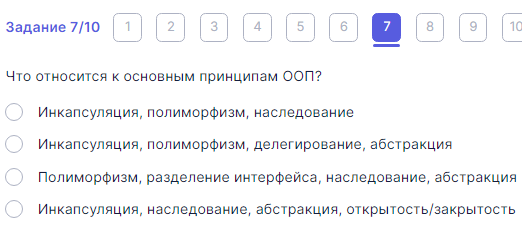 Задание 7/10 1 2 3 4 5 6 7 8 9 10
Что относится к основным принципам ООП?
Инкапсуляция, полиморфизм, наследование
Инкапсуляция, полиморфизм, делегирование, абстракция
Полиморфизм, разделение интерфейса, наследование, абстракция
Инкапсуляция, наследование, абстракция, открытость/закрытость